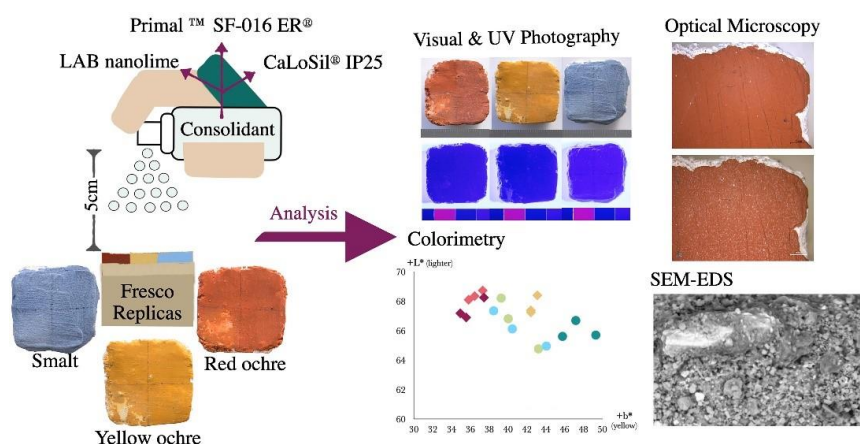 Primal ™ SF-016 ER®
LAB nanolime
CaLoSil® IP25
Consolidant
5cm
Fresco
Replicas
Smalt
Red ochre
Yellow ochre
Analysis
Visual & UV Photography
Colorimetry
+L* (lighter)
70
68
66
64
62
60
30 32 34 36 38 40 42 44 46 48 50
+b*
(yellow)
Optical Microscopy
SEM-EDS